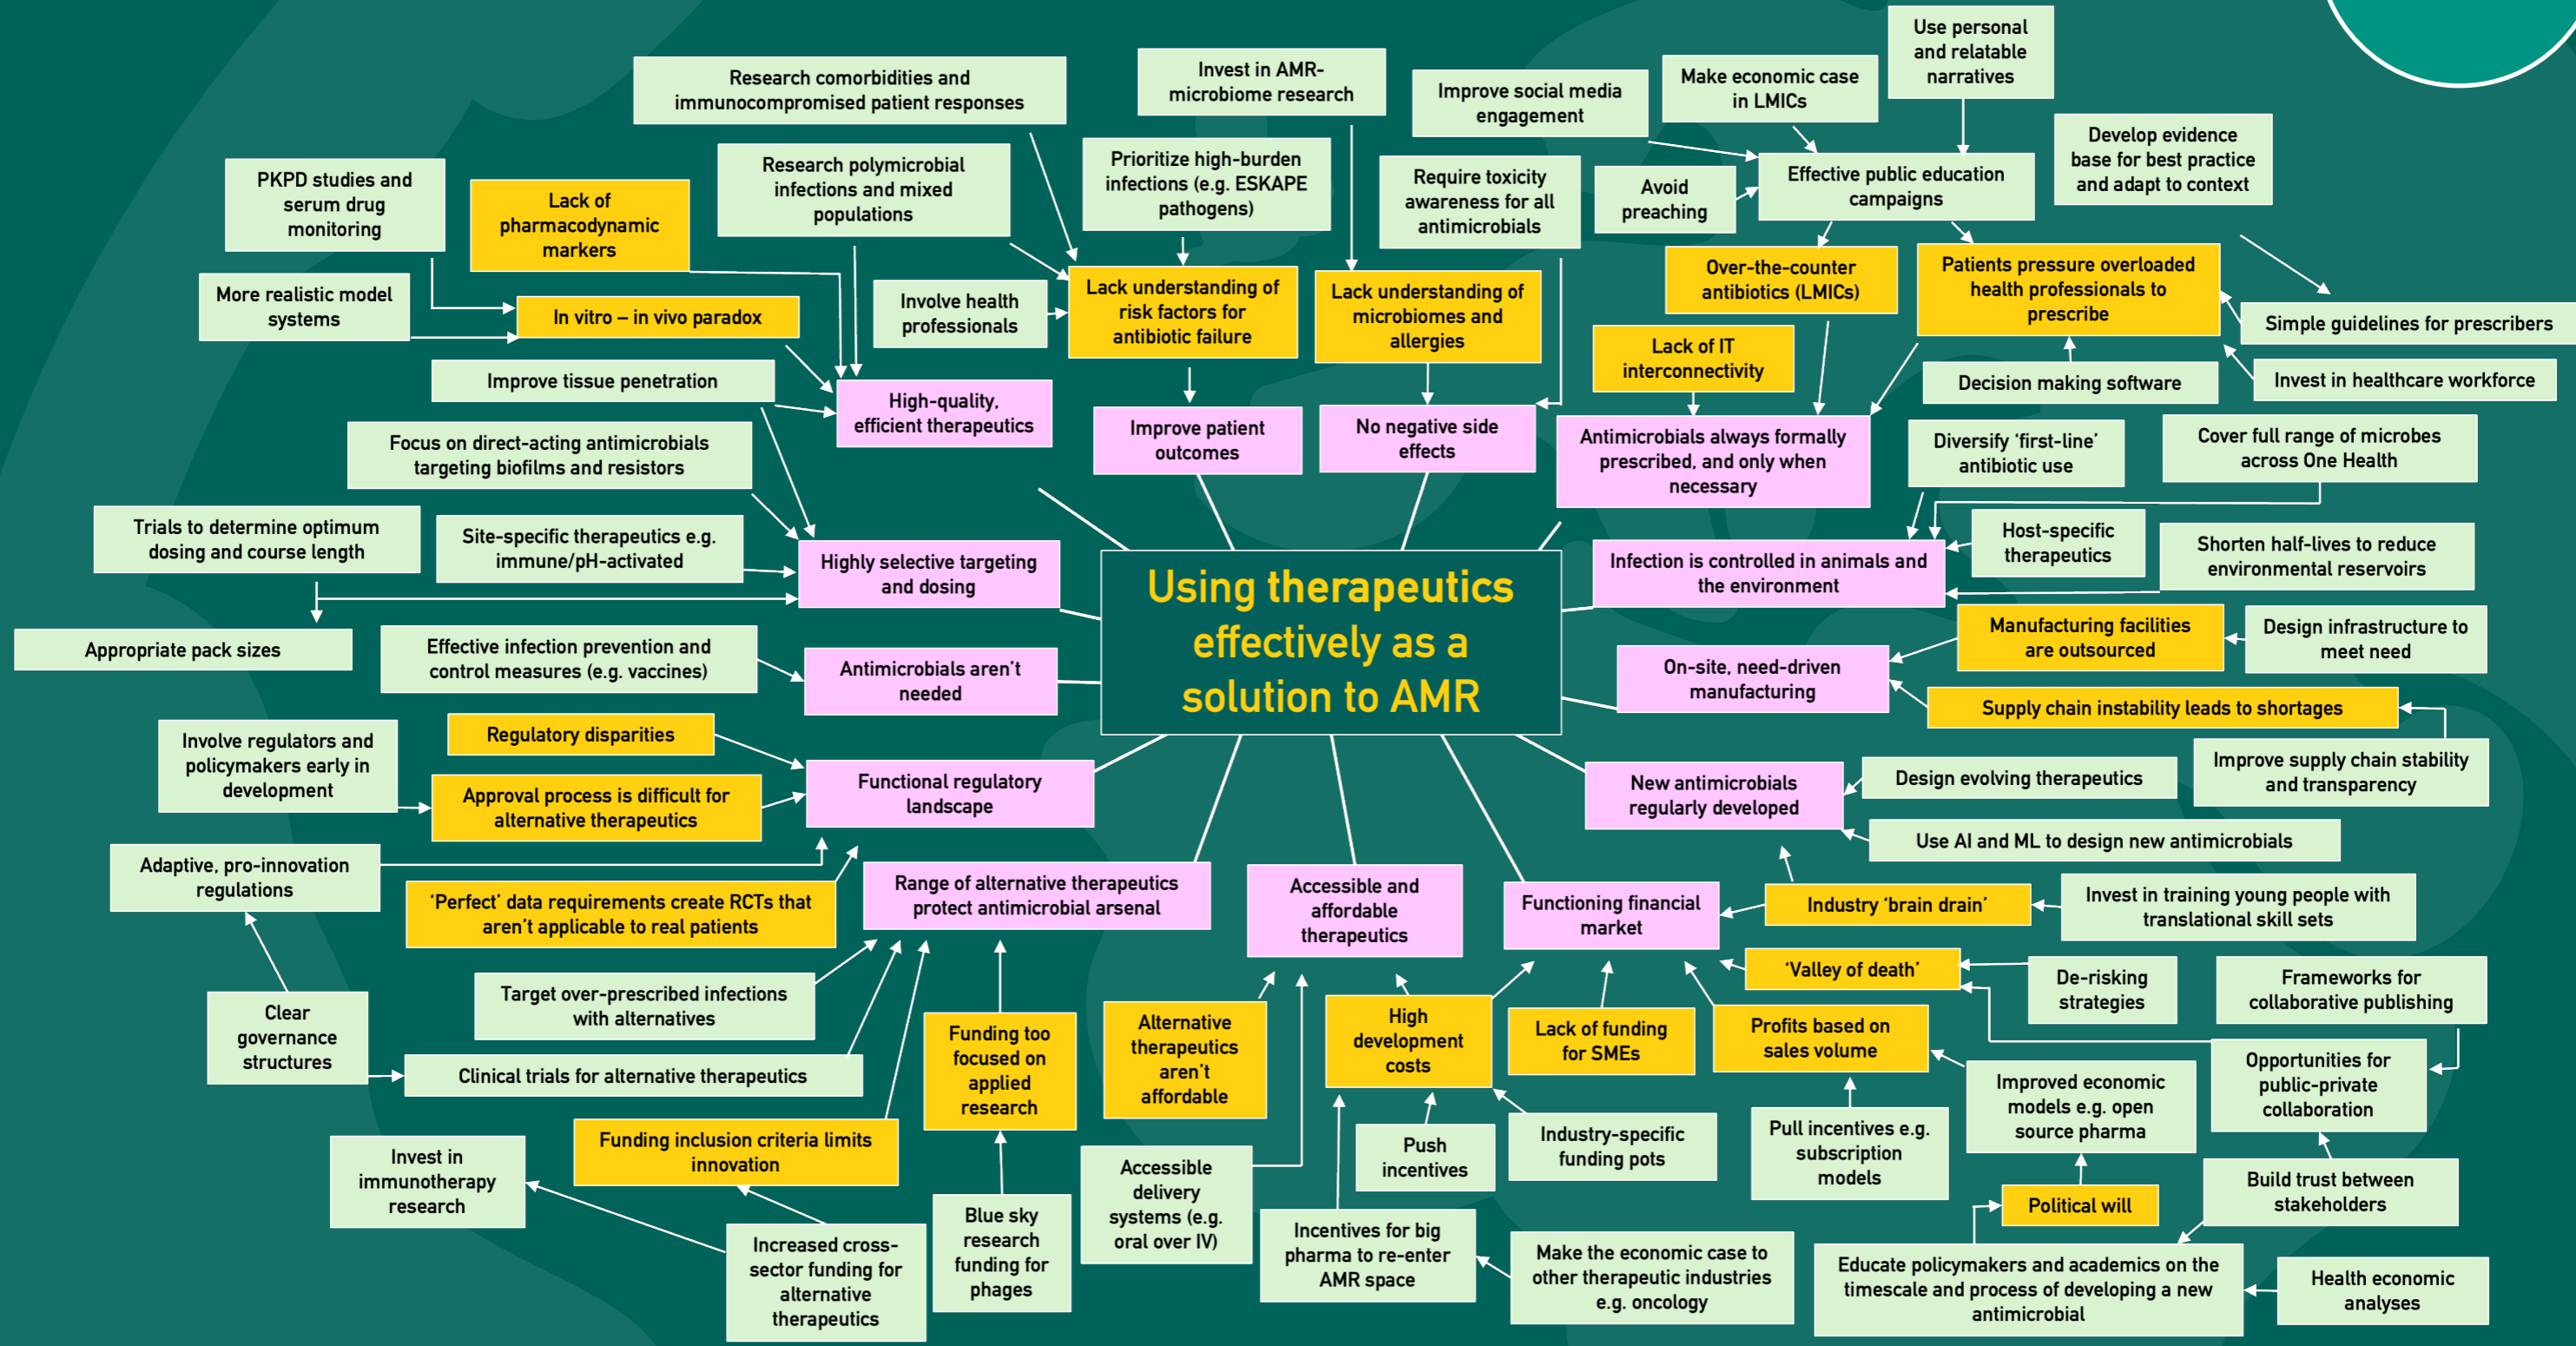 Use personal
and relatable
narratives
Research comorbidities and
immunocompromised patient responses
Invest in AMR-
microbiome research
Improve social media
engagement
Make economic case
in LMICs
Develop evidence
base for best practice
and adapt to context
PKPD studies and
serum drug
monitoring
Lack of
pharmacodynamic
markers
Research polymicrobial
infections and mixed
populations
Prioritize high-burden
infections (e.g. ESKAPE
pathogens)
Require toxicity
awareness for all
antimicrobials
Avoid
preaching
Effective public education
campaigns
More realistic model
systems
In vitro – in vivo paradox
Involve health
professionals
Lack understanding of
risk factors for
antibiotic failure
Lack understanding of
microbiomes and
allergies
Over-the-counter
antibiotics (LMICs)
Patients pressure overloaded
health professionals to
prescribe
Simple guidelines for prescribers
Lack of IT
interconnectivity
Decision making software
Invest in healthcare workforce
Improve tissue penetration
High-quality,
efficient therapeutics
Improve patient
outcomes
No negative side
effects
Antimicrobials always formally
prescribed, and only when
necessary
Diversify ‘first-line’
antibiotic use
Cover full range of microbes
across One Health
Focus on direct-acting antimicrobials
targeting biofilms and resistors
Trials to determine optimum
dosing and course length
Site-specific therapeutics e.g.
immune/pH-activated
Highly selective targeting
and dosing
Using therapeutics
effectively as a
solution to AMR
Infection is controlled in animals and
the environment
Host-specific
therapeutics
Shorten half-lives to reduce
environmental reservoirs
Appropriate pack sizes
Effective infection prevention and
control measures (e.g. vaccines)
Antimicrobials aren’t
needed
On-site, need-driven
manufacturing
Manufacturing facilities
are outsourced
Design infrastructure to
meet need
Supply chain instability leads to shortages
Improve supply chain stability
and transparency
Involve regulators and
policymakers early in
development
Regulatory disparities
Approval process is difficult for
alternative therapeutics
Functional regulatory
landscape
New antimicrobials
regularly developed
Design evolving therapeutics
Use AI and ML to design new antimicrobials
Adaptive, pro-innovation
regulations
‘Perfect’ data requirements create RCTs that
aren’t applicable to real patients
Range of alternative therapeutics
protect antimicrobial arsenal
Accessible and
affordable
therapeutics
Functioning financial
market
Industry ‘brain drain’
Invest in training young people with
translational skill sets
‘Valley of death’
De-risking
strategies
Frameworks for
collaborative publishing
Clear
governance
structures
Target over-prescribed infections
with alternatives
Clinical trials for alternative therapeutics
Funding too
focused on
applied
research
Alternative
therapeutics
aren’t
affordable
High
development
costs
Lack of funding
for SMEs
Profits based on
sales volume
Improved economic
models e.g. open
source pharma
Opportunities for
public-private
collaboration
Invest in
immunotherapy
research
Funding inclusion criteria limits
innovation
Accessible
delivery
systems (e.g.
oral over IV)
Push
incentives
Industry-specific
funding pots
Pull incentives e.g.
subscription
models
Political will
Build trust between
stakeholders
Increased cross-
sector funding for
alternative
therapeutics
Blue sky
research
funding for
phages
Incentives for big
pharma to re-enter
AMR space
Make the economic case to
other therapeutic industries
e.g. oncology
Educate policymakers and academics on the
timescale and process of developing a new
antimicrobial
Health economic
analyses